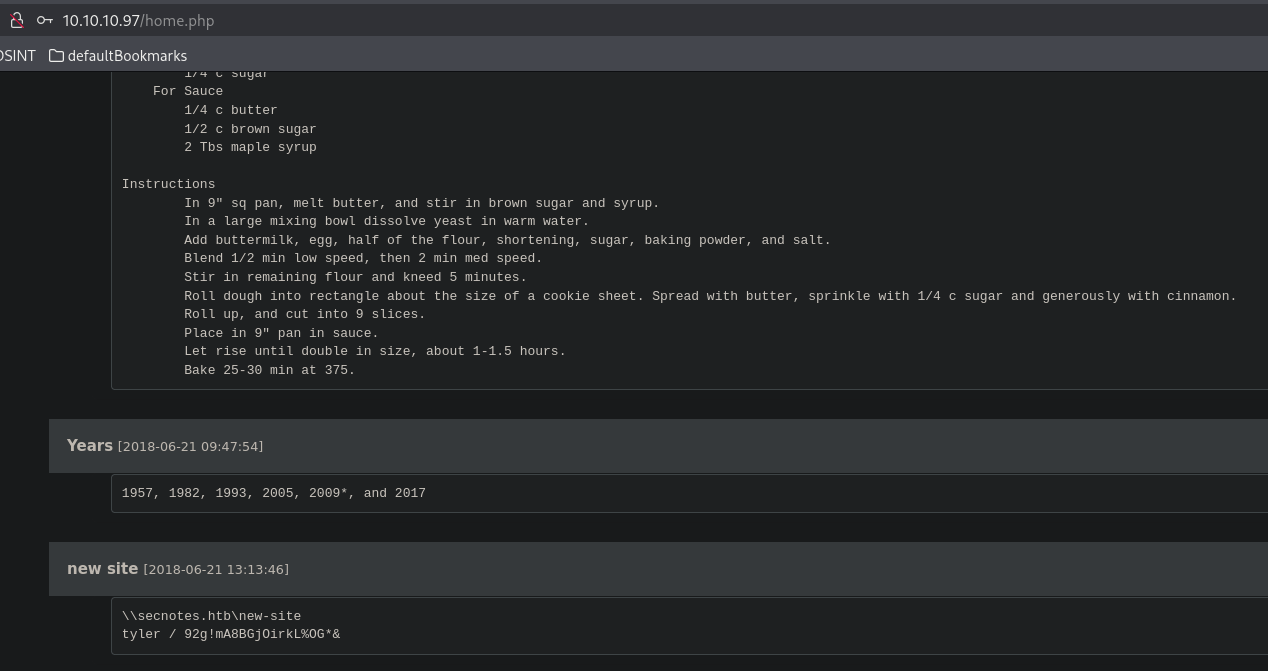 10.10.10.97/home.php
OSINT defaultBookmarks
1/4 c sugar
For Sauce
1/4 c butter
1/2 c brown sugar
2 Tbs maple syrup
Instructions
In 9" sq pan, melt butter, and stir in brown sugar and syrup.
In a large mixing bowl dissolve yeast in warm water.
Add buttermilk, egg, half of the flour, shortening, sugar, baking powder, and salt.
Blend 1/2 min low speed, then 2 min med speed.
Stir in remaining flour and kneed 5 minutes.
Roll dough into rectangle about the size of a cookie sheet. Spread with butter, sprinkle with 1/4 c sugar and generously with cinnamon.
Roll up, and cut into 9 slices.
Place in 9" pan in sauce.
Let rise until double in size, about 1-1.5 hours.
Bake 25-30 min at 375.
Years [2018-06-21 09:47:54]
1957, 1982, 1993, 2005, 2009*, and 2017
new site [2018-06-21 13:13:46]
\\secnotes.htb\new-site
tyler / 92g!mA8BGjOirkL%OG*&